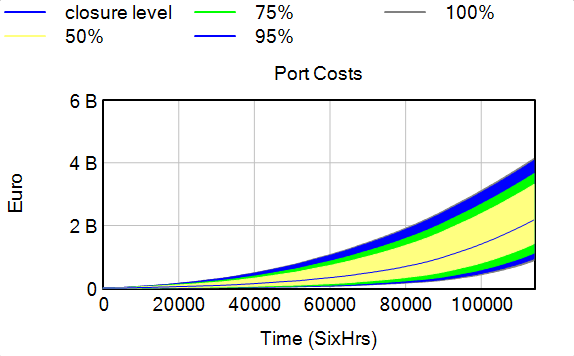 closure level 75% 100%
50% 95%
Port Costs
6 B
4 B
2 B
0
Euro
0 20000 40000 60000 80000 100000
Time (SixHrs)